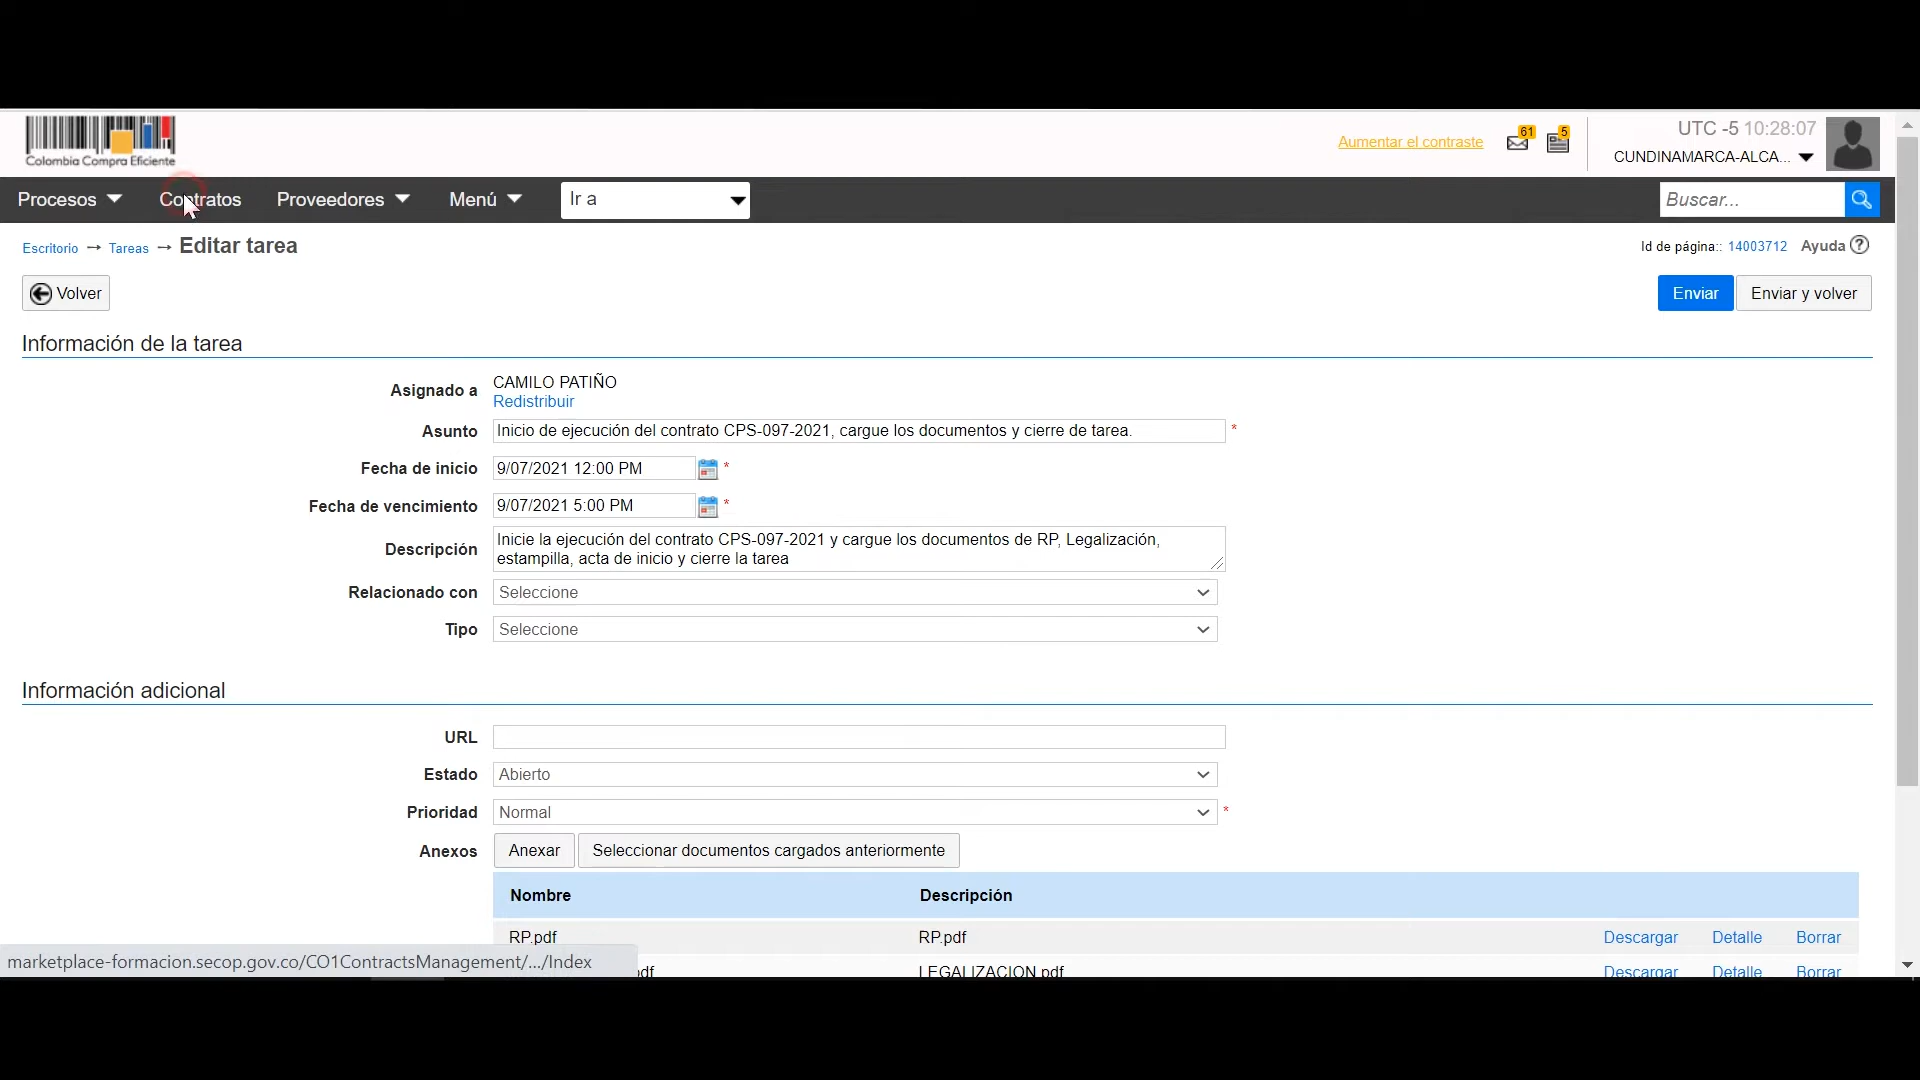 Colombia Compra Eficiente
Aumentar el contraste
61
5
UTC -5 10:28:07
CUNDINAMARCA-ALCA...
Procesos
Contratos
Proveedores
Menú
Ir a
Buscar...
Escritorio → Tareas → Editar tarea
Id de página:: 14003712 Ayuda ?
Volver
Enviar
Enviar y volver
Información de la tarea
Asignado a
CAMILO PATIÑO
Redistribuir
Asunto
Inicio de ejecución del contrato CPS-097-2021, cargue los documentos y cierre de tarea.
*
Fecha de inicio
9/07/2021 12:00 PM
*
Fecha de vencimiento
9/07/2021 5:00 PM
*
Descripción
Inicie la ejecución del contrato CPS-097-2021 y cargue los documentos de RP, Legalización,
estampilla, acta de inicio y cierre la tarea
Relacionado con
Seleccione
Tipo
Seleccione
Información adicional
URL
Estado
Abierto
Prioridad
Normal
*
Anexos
Anexar
Seleccionar documentos cargados anteriormente
Nombre
Descripción
RP.pdf
RP.pdf
Descargar
Detalle
Borrar
marketplace-formacion.secop.gov.co/CO1ContractsManagement/.../Index
LEGALIZACION.pdf
Descargar
Detalle
Borrar